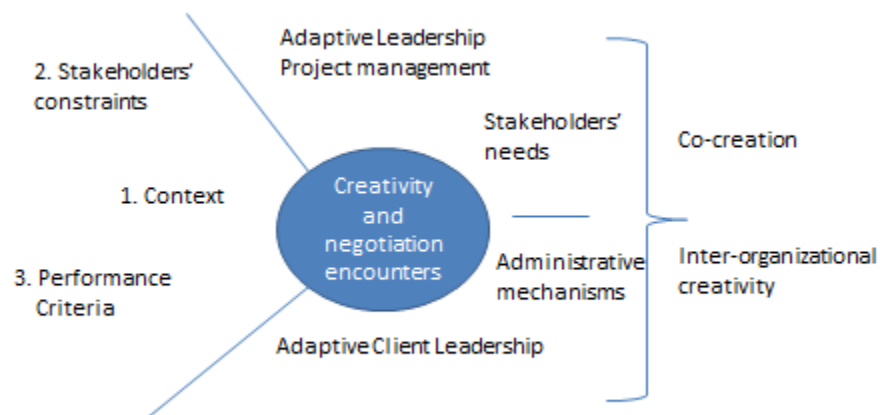 2. Stakeholders'
constraints
1. Context
3. Performance
Criteria
Adaptive Leadership
Project management
Creativity
and
negotiation
encounters
Stakeholders'
needs
Administrative
mechanisms
Adaptive Client Leadership
Co-creation
Inter-organizational
creativity